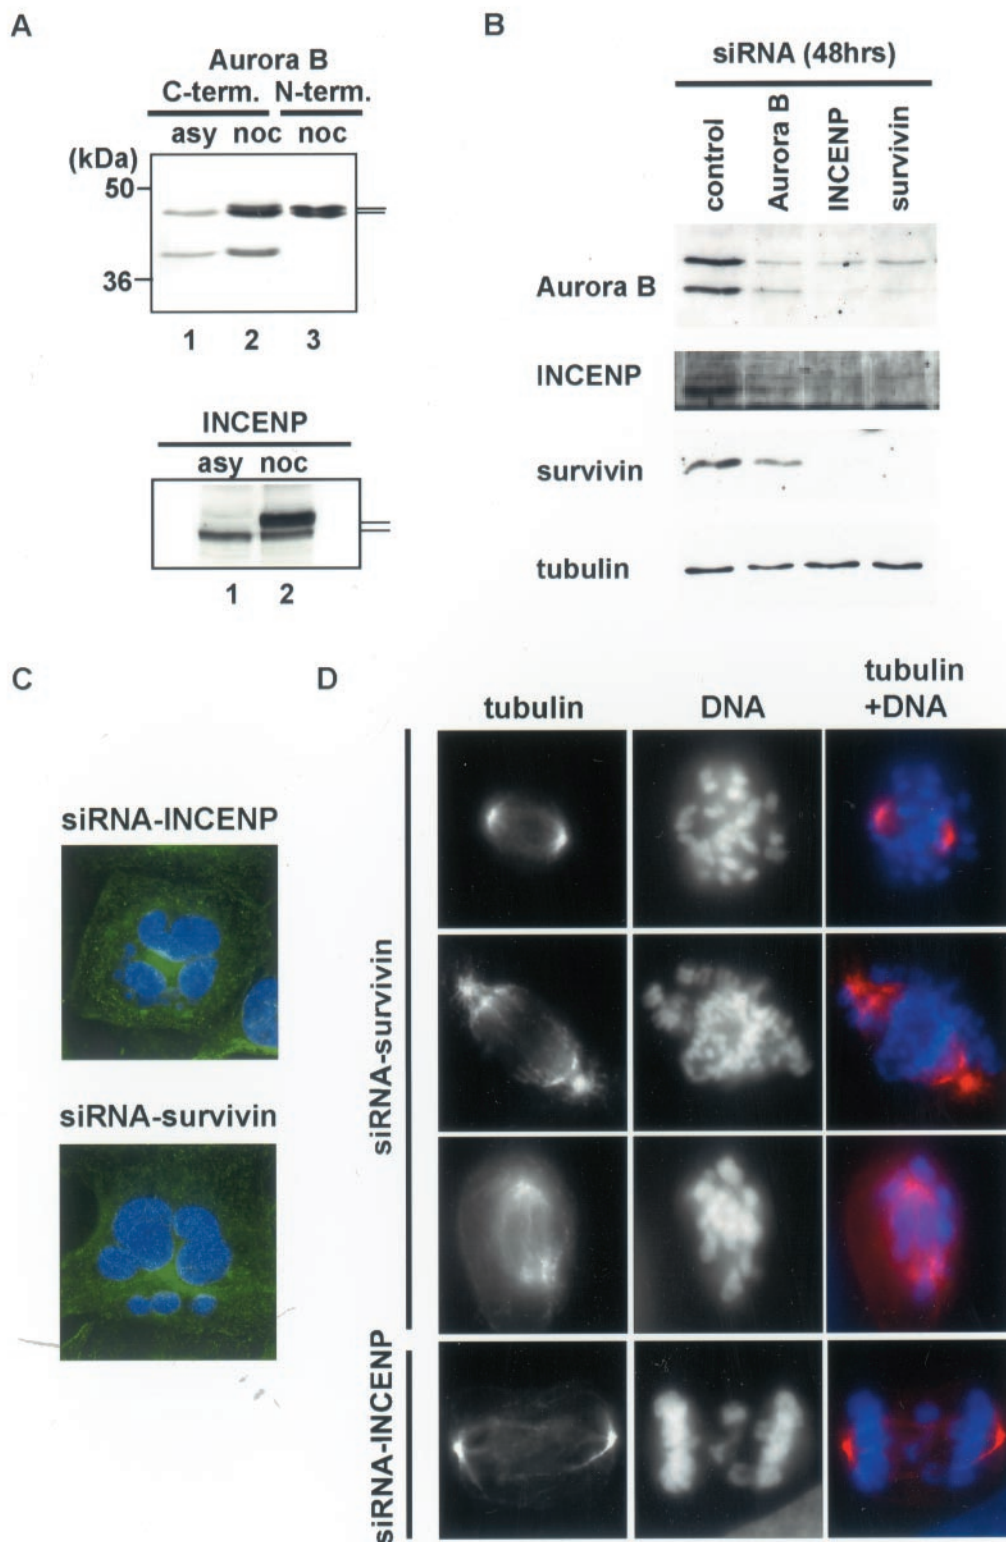 A
Aurora B
C-term. N-term.
asy noc noc
(kDa)
50
36
1 2 3
INCENP
asy noc
1 2
B
siRNA (48hrs)
control
Aurora B
INCENP
survivin
Aurora B
INCENP
survivin
tubulin
C
siRNA-INCENP
siRNA-survivin
D
tubulin
DNA
tubulin
+DNA
siRNA-survivin
siRNA-INCENP